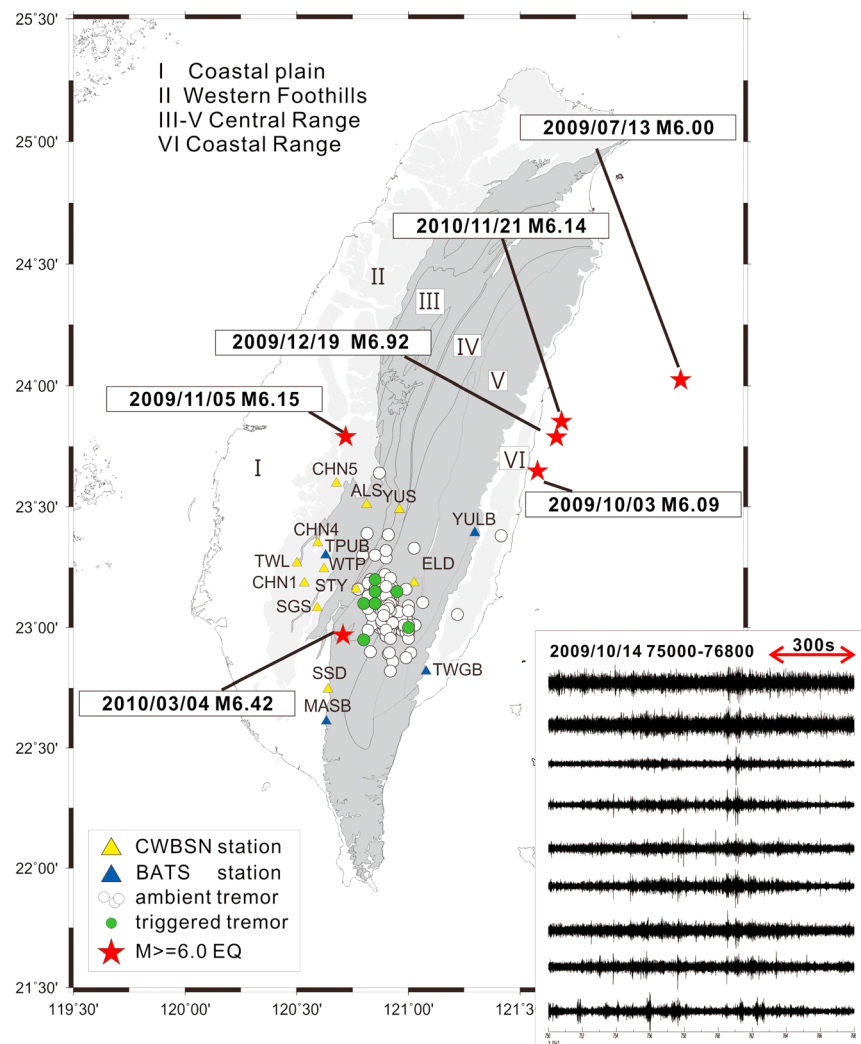 25°30'
I Coastal plain
II Western Foothills
III-V Central Range
VI Coastal Range
2009/07/13 M6.00
25°00'
2010/11/21 M6.14
24°30'
II
III
2009/12/19 M6.92
IV
V
24°00'
2009/11/05 M6.15
I
VI
CHN5
ALS
YUS
2009/10/03 M6.09
23°30'
CHN4
YULB
TPUB
TWL
WTP
ELD
CHN1
STY
SGS
23°00'
2009/10/14 75000-76800
300s
SSD
TWGB
2010/03/04 M6.42
MASB
22°30'
CWBSN station
BATS station
ambient tremor
triggered tremor
M>=6.0 EQ
22°00'
21°30'
119°30'
120°00'
120°30'
121°00'
121°